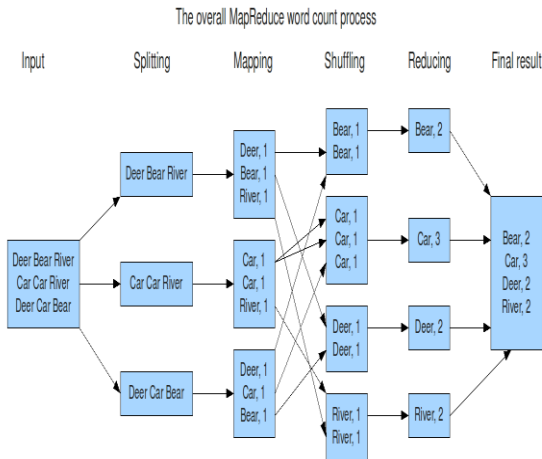 The overall MapReduce word count process
Input
Splitting
Mapping
Shuffling
Reducing
Final result
Deer Bear River
Car Car River
Deer Car Bear
Deer Bear River
Car Car River
Deer Car Bear
Deer, 1
Bear, 1
River, 1
Car, 1
Car, 1
River, 1
Deer, 1
Car, 1
Bear, 1
Bear, 1
Bear, 1
Car, 1
Car, 1
Car, 1
Deer, 1
Deer, 1
River, 1
River, 1
Bear, 2
Car, 3
Deer, 2
River, 2
Bear, 2
Car, 3
Deer, 2
River, 2